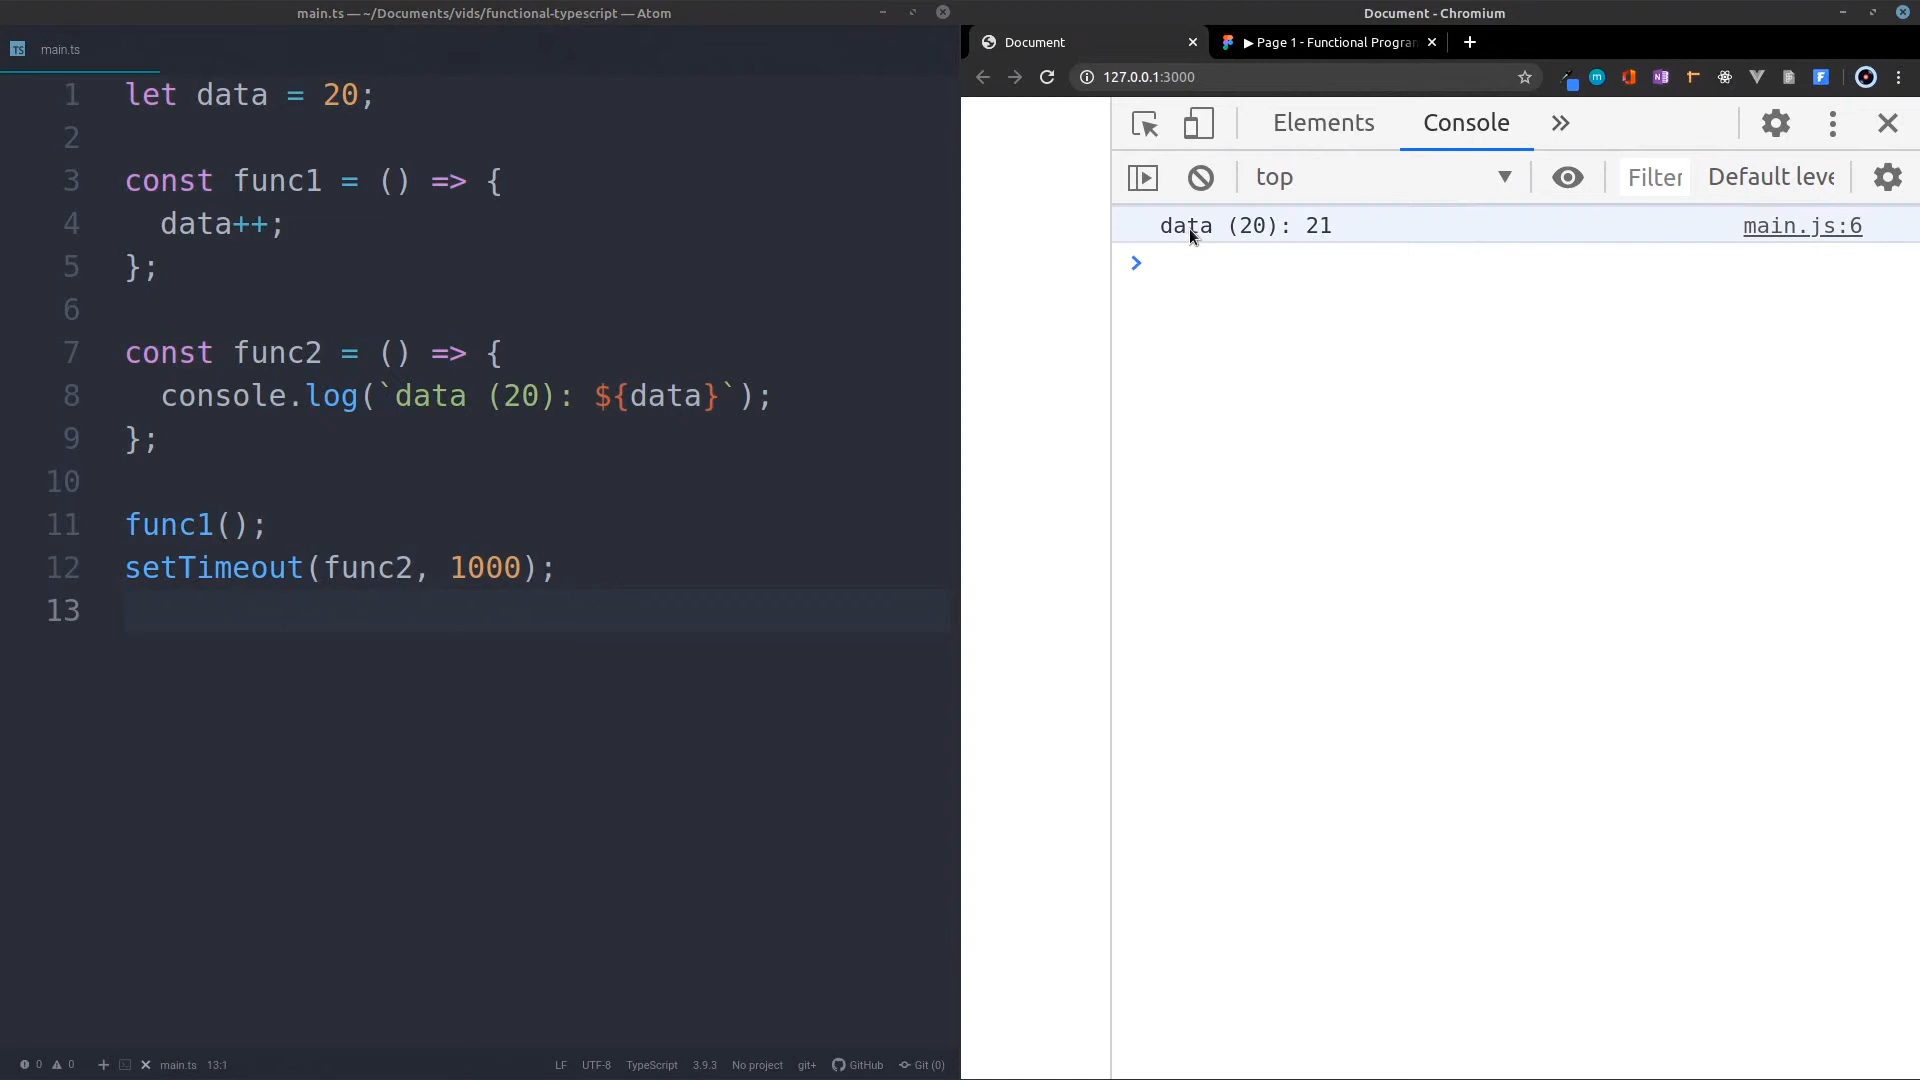 main.ts — ~/Documents/vids/functional-typescript — Atom
TS main.ts
1 let data = 20;
2
3 const func1 = () => {
4   data++;
5 };
6
7 const func2 = () => {
8   console.log(`data (20): ${data}`);
9 };
10
11 func1();
12 setTimeout(func2, 1000);
13
0 0 main.ts 13:1 LF UTF-8 TypeScript 3.9.3 No project git+ GitHub Git (0)
Document - Chromium
Document ▶ Page 1 - Functional Progra
127.0.0.1:3000
Elements Console »
top Filter Default leve
data (20): 21 main.js:6